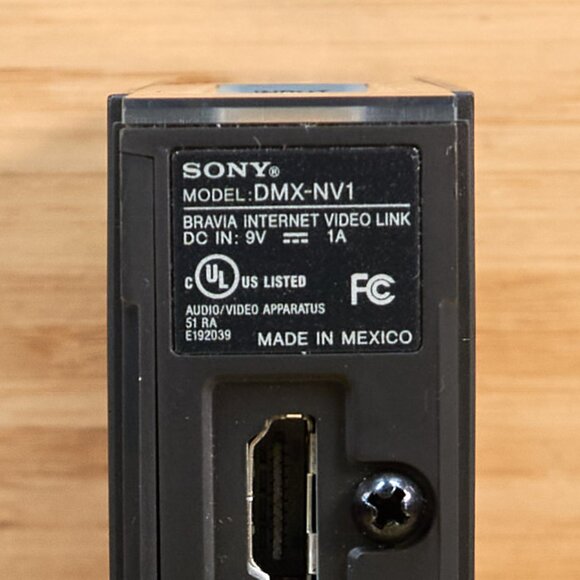 INPUT
SONY®
MODEL:DMX-NV1
BRAVIA INTERNET VIDEO LINK
DC IN: 9V ⎓ 1A
C UL US LISTED
FC
AUDIO/VIDEO APPARATUS
51 RA
E192039
MADE IN MEXICO